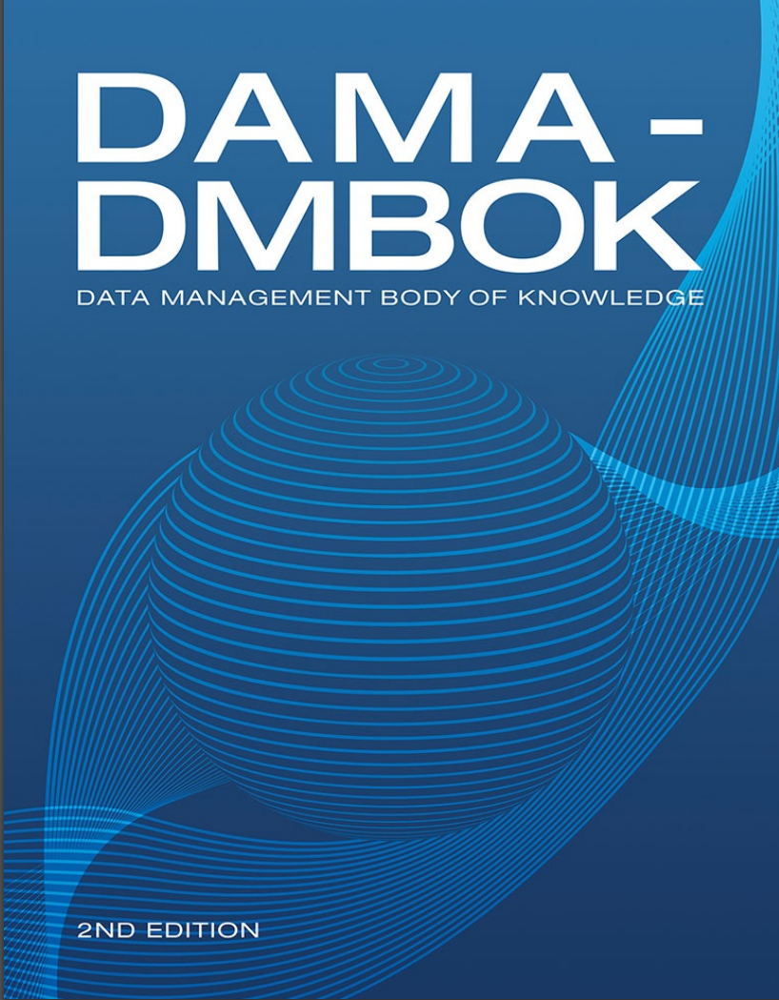 DAMA-
DMBOK
DATA MANAGEMENT BODY OF KNOWLEDGE
2ND EDITION